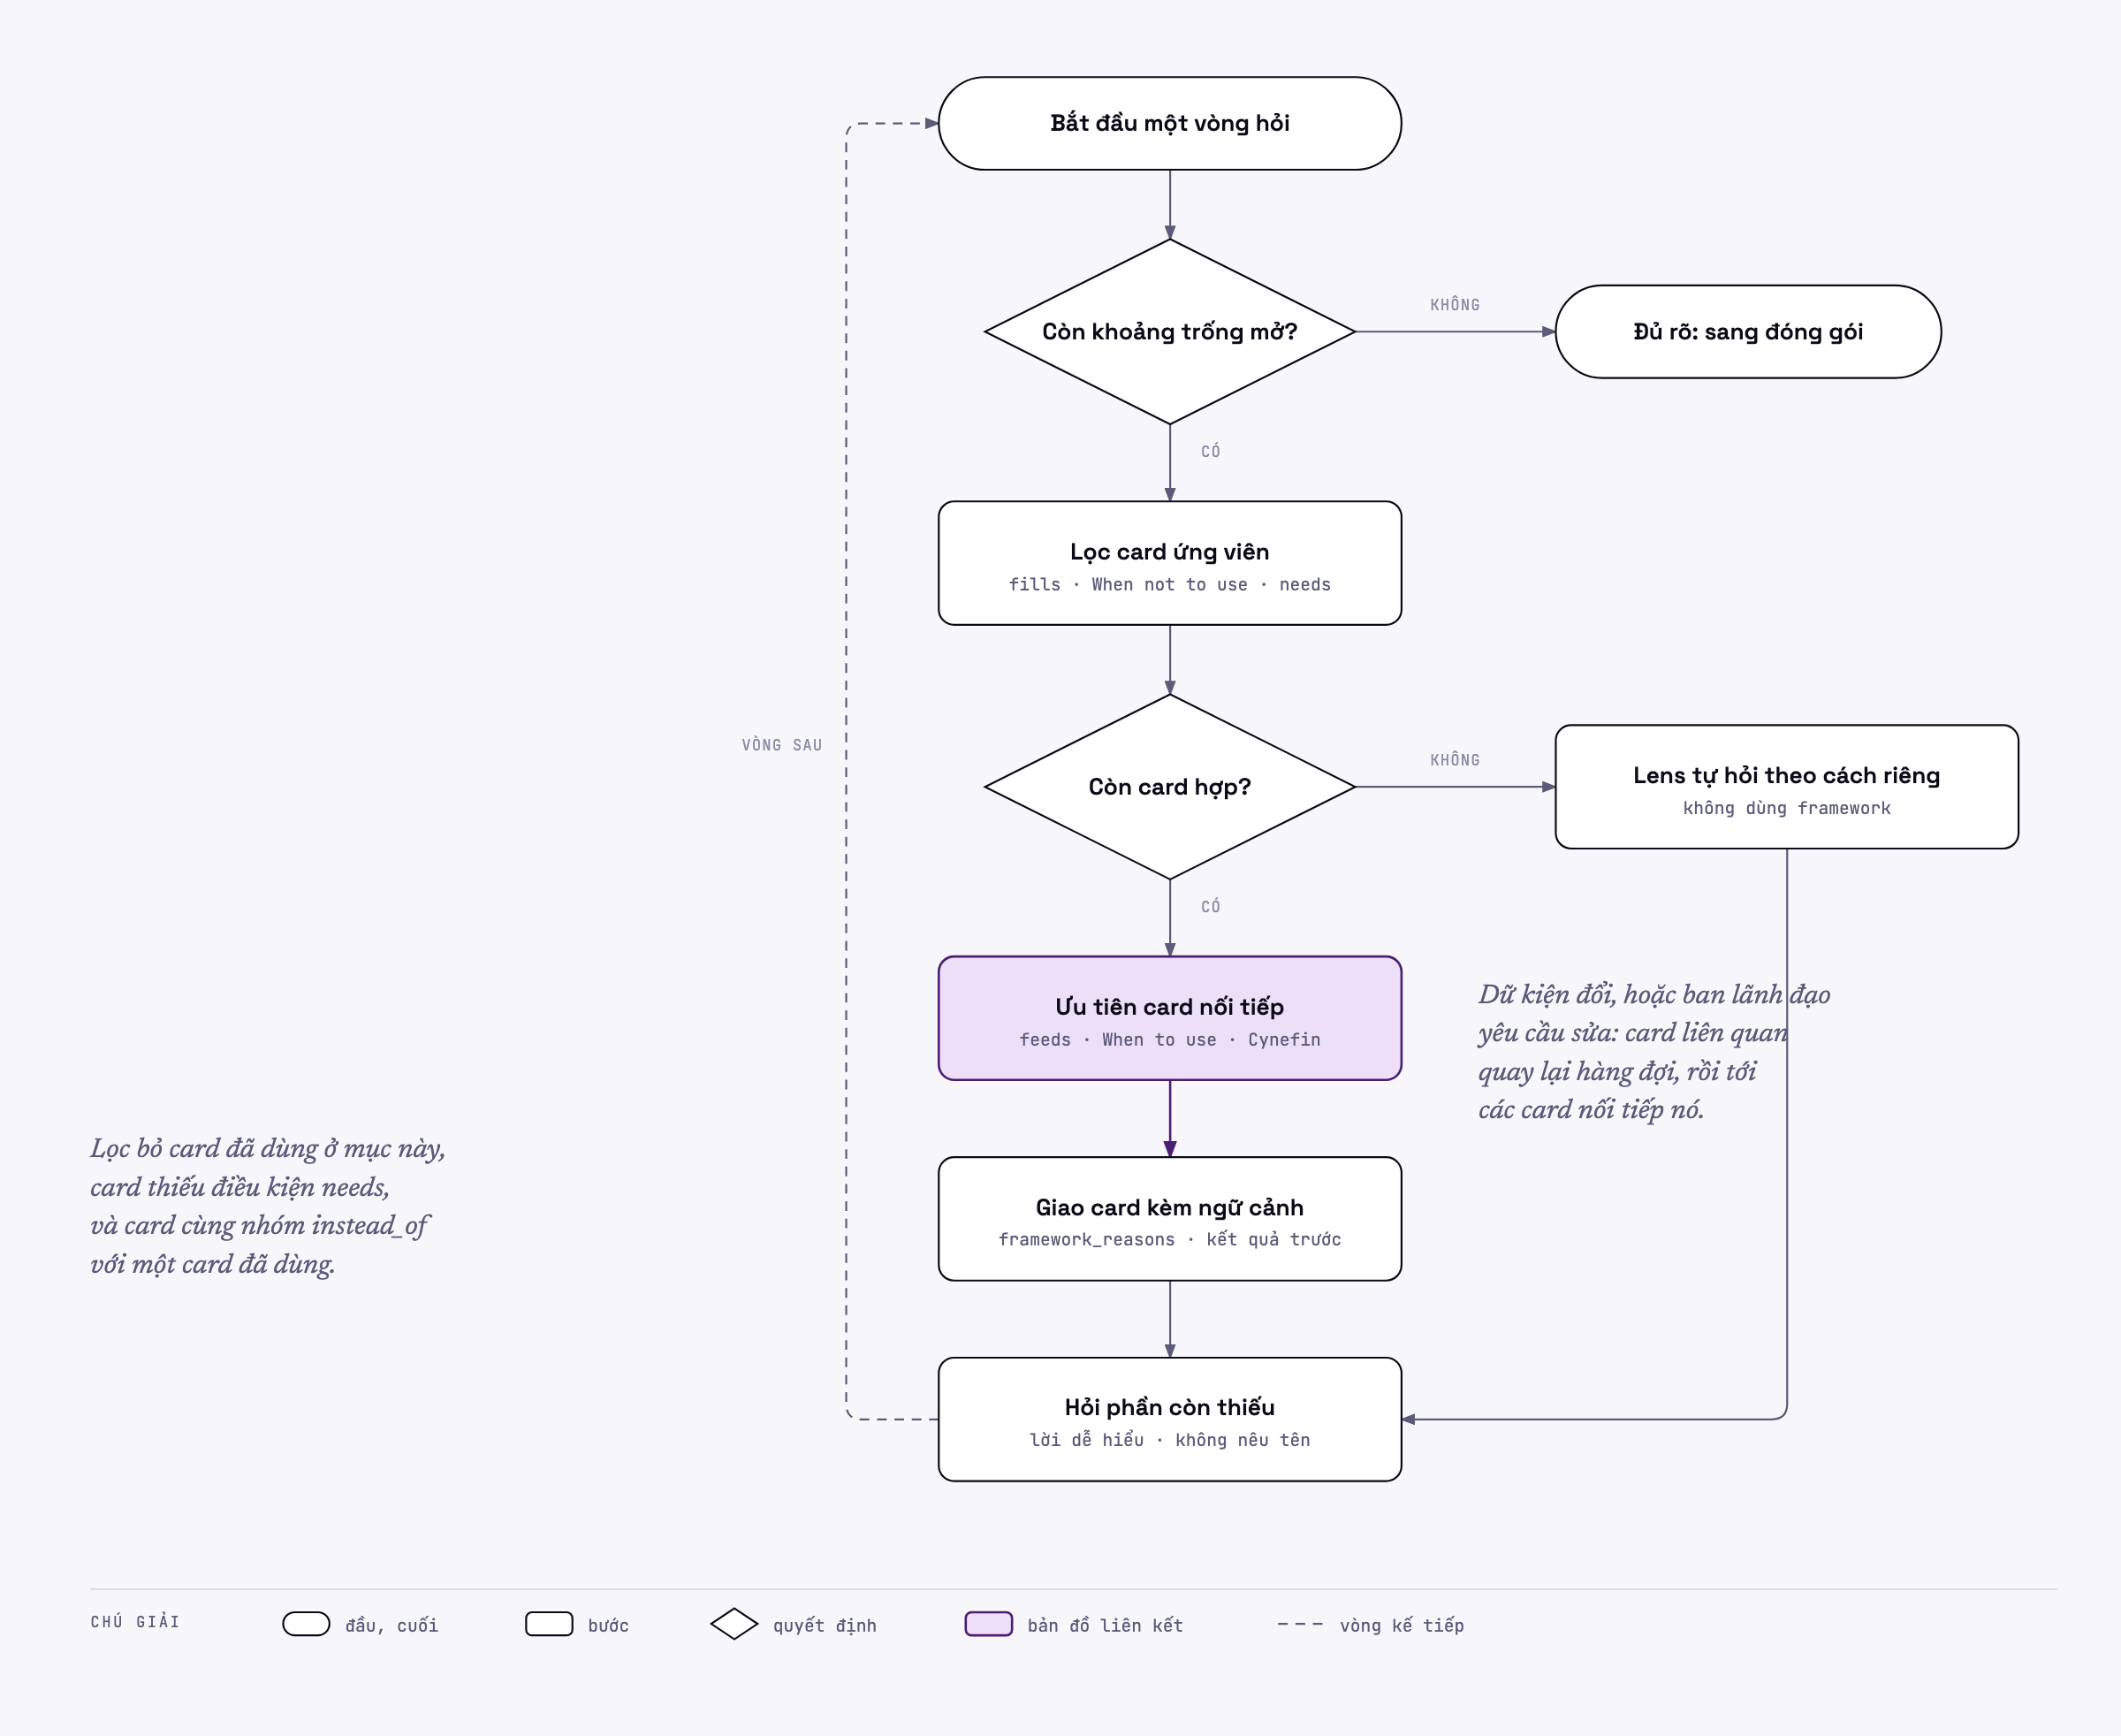 Bắt đầu một vòng hỏi
Còn khoảng trống mở?
KHÔNG
Đủ rõ: sang đóng gói
CÓ
Lọc card ứng viên
fills · When not to use · needs
VÒNG SAU
Còn card hợp?
KHÔNG
Lens tự hỏi theo cách riêng
không dùng framework
CÓ
Ưu tiên card nối tiếp
feeds · When to use · Cynefin
Dữ kiện đổi, hoặc ban lãnh đạo
yêu cầu sửa: card liên quan
quay lại hàng đợi, rồi tới
các card nối tiếp nó.
Lọc bỏ card đã dùng ở mục này,
card thiếu điều kiện needs,
và card cùng nhóm instead_of
với một card đã dùng.
Giao card kèm ngữ cảnh
framework_reasons · kết quả trước
Hỏi phần còn thiếu
lời dễ hiểu · không nêu tên
CHÚ GIẢI
đầu, cuối
bước
quyết định
bản đồ liên kết
vòng kế tiếp